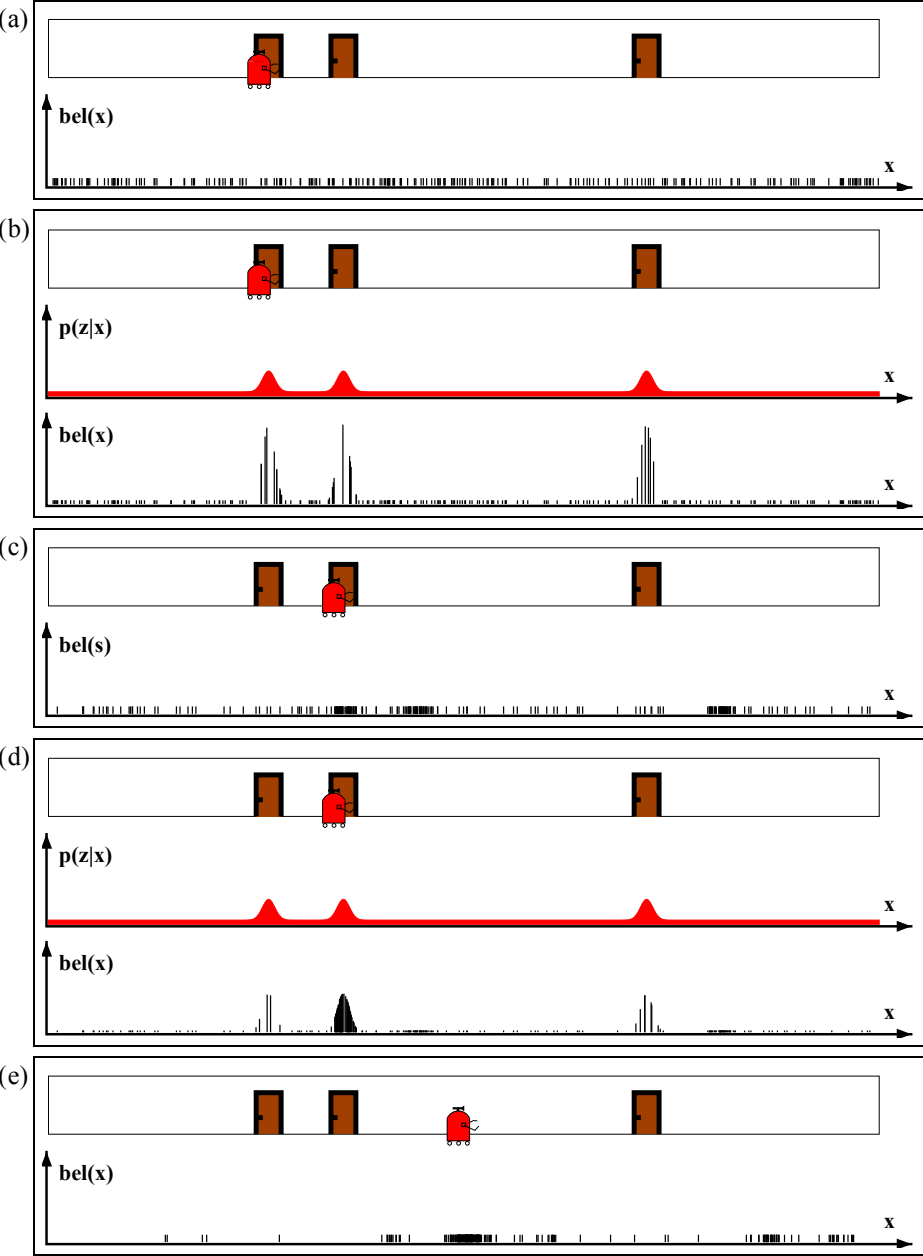 (a)
bel(x)
x
(b)
p(z|x)
x
bel(x)
x
(c)
bel(s)
x
(d)
p(z|x)
x
bel(x)
x
(e)
bel(x)
x